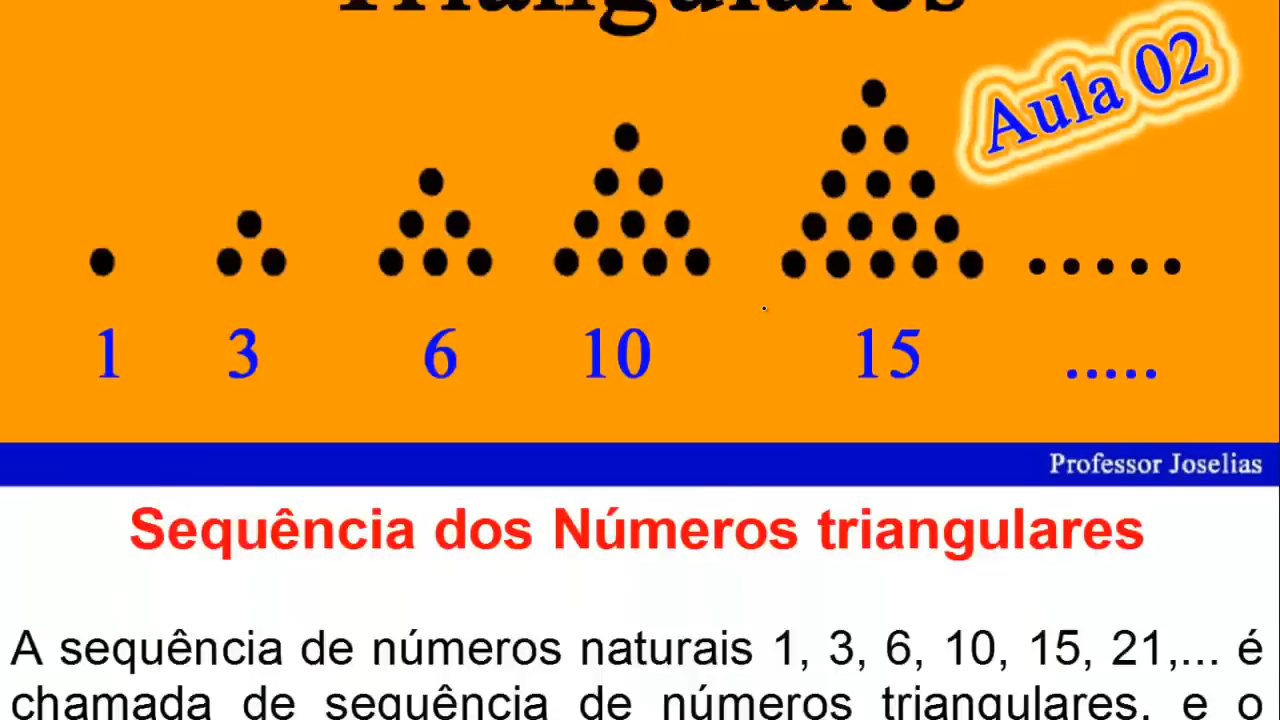 Triangulares
Aula 02
1 3 6 10 15 .....
Professor Joselias
Sequência dos Números triangulares
A sequência de números naturais 1, 3, 6, 10, 15, 21,... é
chamada de sequência de números triangulares, e o